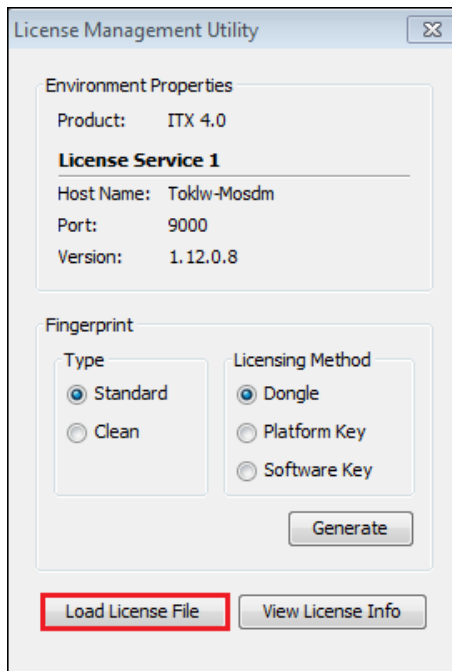 License Management Utility
Environment Properties
Product: ITX 4.0
License Service 1
Host Name: Toklw-Mosdm
Port: 9000
Version: 1.12.0.8
Fingerprint
Type
Standard
Clean
Licensing Method
Dongle
Platform Key
Software Key
Generate
Load License File
View License Info